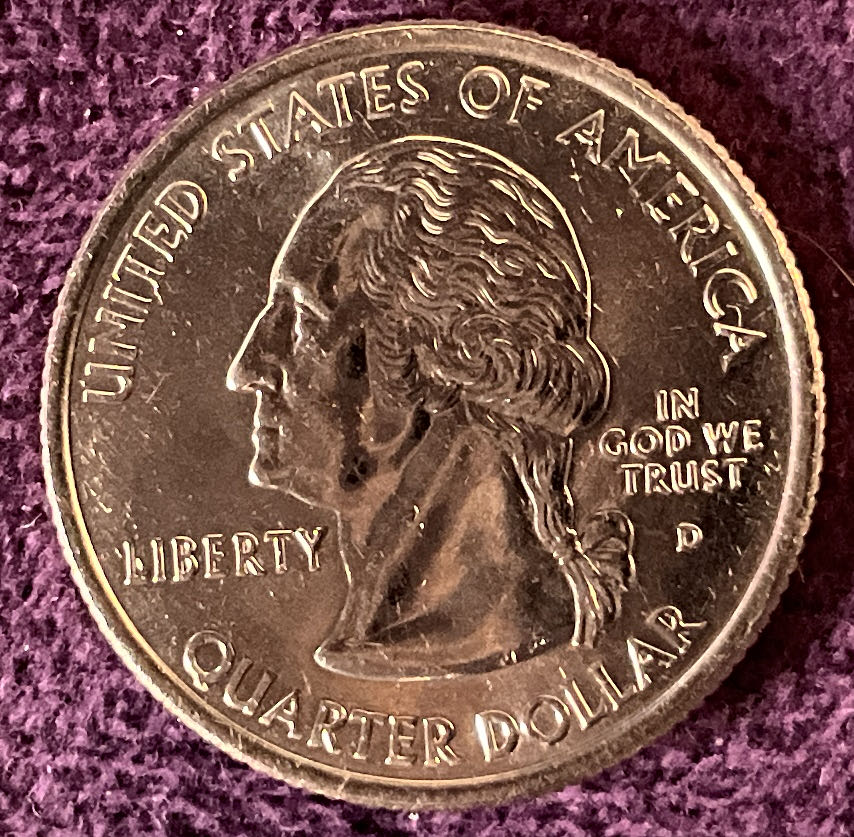 UNITED STATES OF AMERICA
IN
GOD WE
TRUST
LIBERTY
D
QUARTER DOLLAR